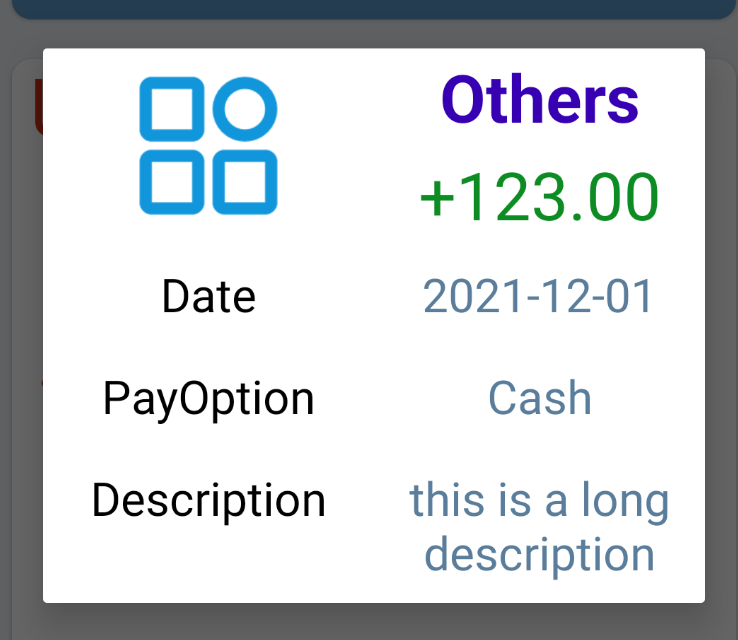 Others
+123.00
Date 2021-12-01
PayOption Cash
Description this is a long
description